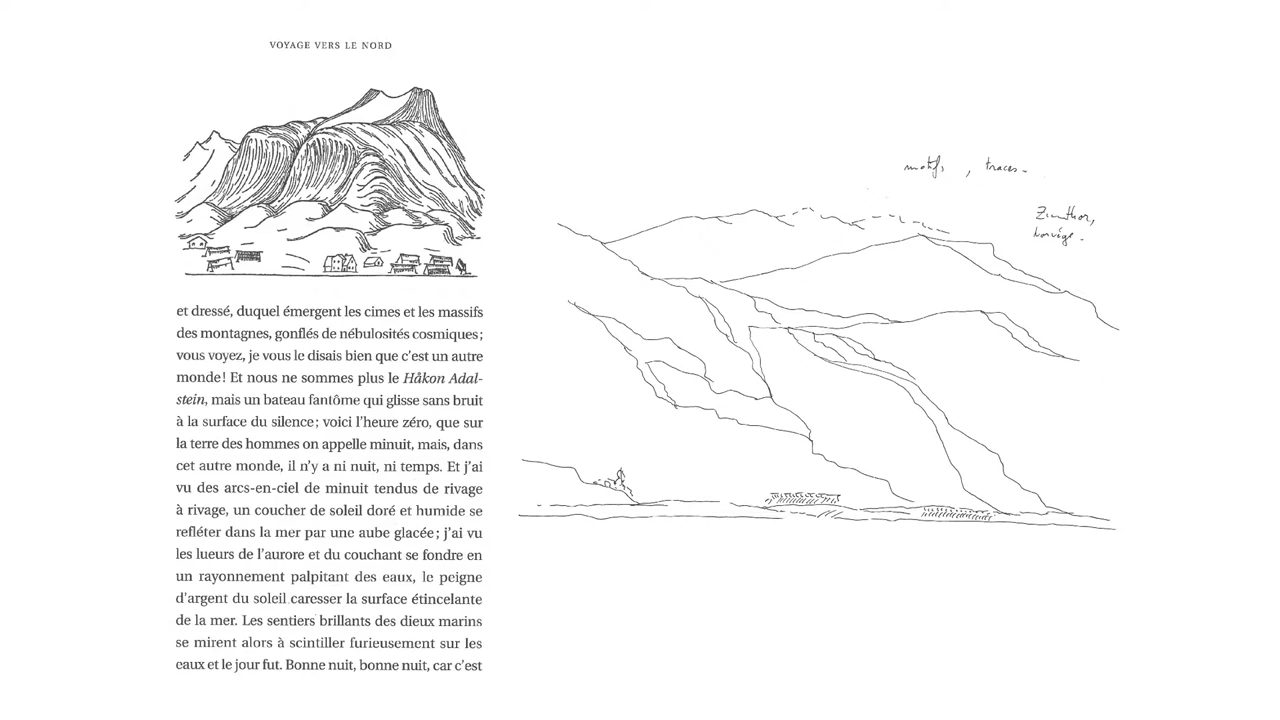 VOYAGE VERS LE NORD
et dressé, duquel émergent les cimes et les massifs
des montagnes, gonflés de nébulosités cosmiques ;
vous voyez, je vous le disais bien que c'est un autre
monde ! Et nous ne sommes plus le Håkon Adal-
stein, mais un bateau fantôme qui glisse sans bruit
à la surface du silence ; voici l'heure zéro, que sur
la terre des hommes on appelle minuit, mais, dans
cet autre monde, il n'y a ni nuit, ni temps. Et j'ai
vu des arcs-en-ciel de minuit tendus de rivage
à rivage, un coucher de soleil doré et humide se
refléter dans la mer par une aube glacée ; j'ai vu
les lueurs de l'aurore et du couchant se fondre en
un rayonnement palpitant des eaux, le peigne
d'argent du soleil caresser la surface étincelante
de la mer. Les sentiers brillants des dieux marins
se mirent alors à scintiller furieusement sur les
eaux et le jour fut. Bonne nuit, bonne nuit, car c'est
motifs, traces.
Zumthor,
Norvège.